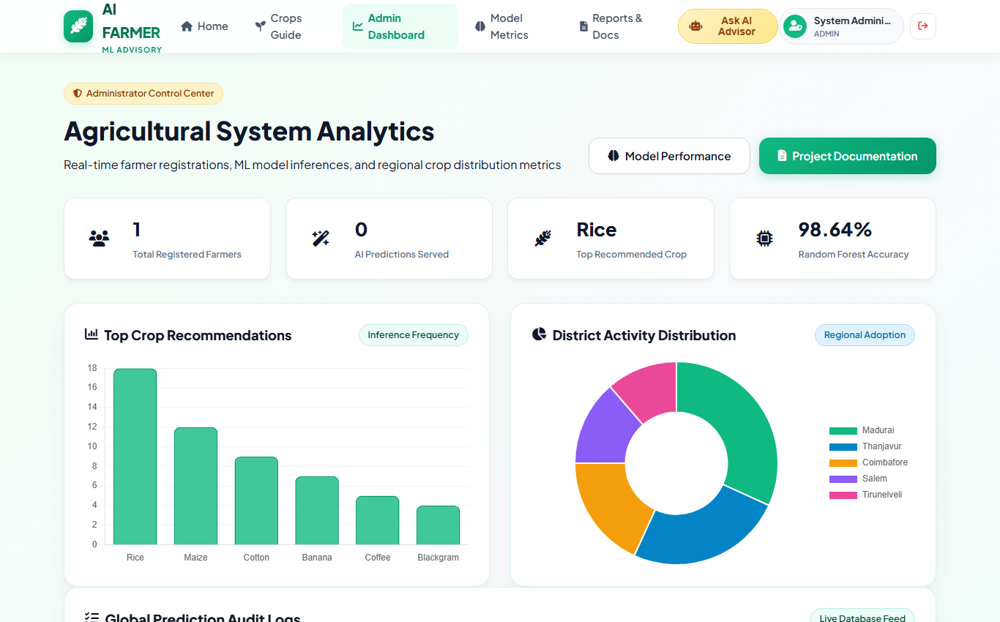 AI
FARMER
ML ADVISORY
Home
Crops
Guide
Admin
Dashboard
Model
Metrics
Reports &
Docs
Ask AI
Advisor
System Admini...
ADMIN
Administrator Control Center
Agricultural System Analytics
Real-time farmer registrations, ML model inferences, and regional crop distribution metrics
Model Performance
Project Documentation
1
Total Registered Farmers
0
AI Predictions Served
Rice
Top Recommended Crop
98.64%
Random Forest Accuracy
Top Crop Recommendations
Inference Frequency
18
16
14
12
10
8
6
4
2
0
Rice Maize Cotton Banana Coffee Blackgram
District Activity Distribution
Regional Adoption
Madurai
Thanjavur
Coimbatore
Salem
Tirunelveli
Global Prediction Audit Logs
Live Database Feed